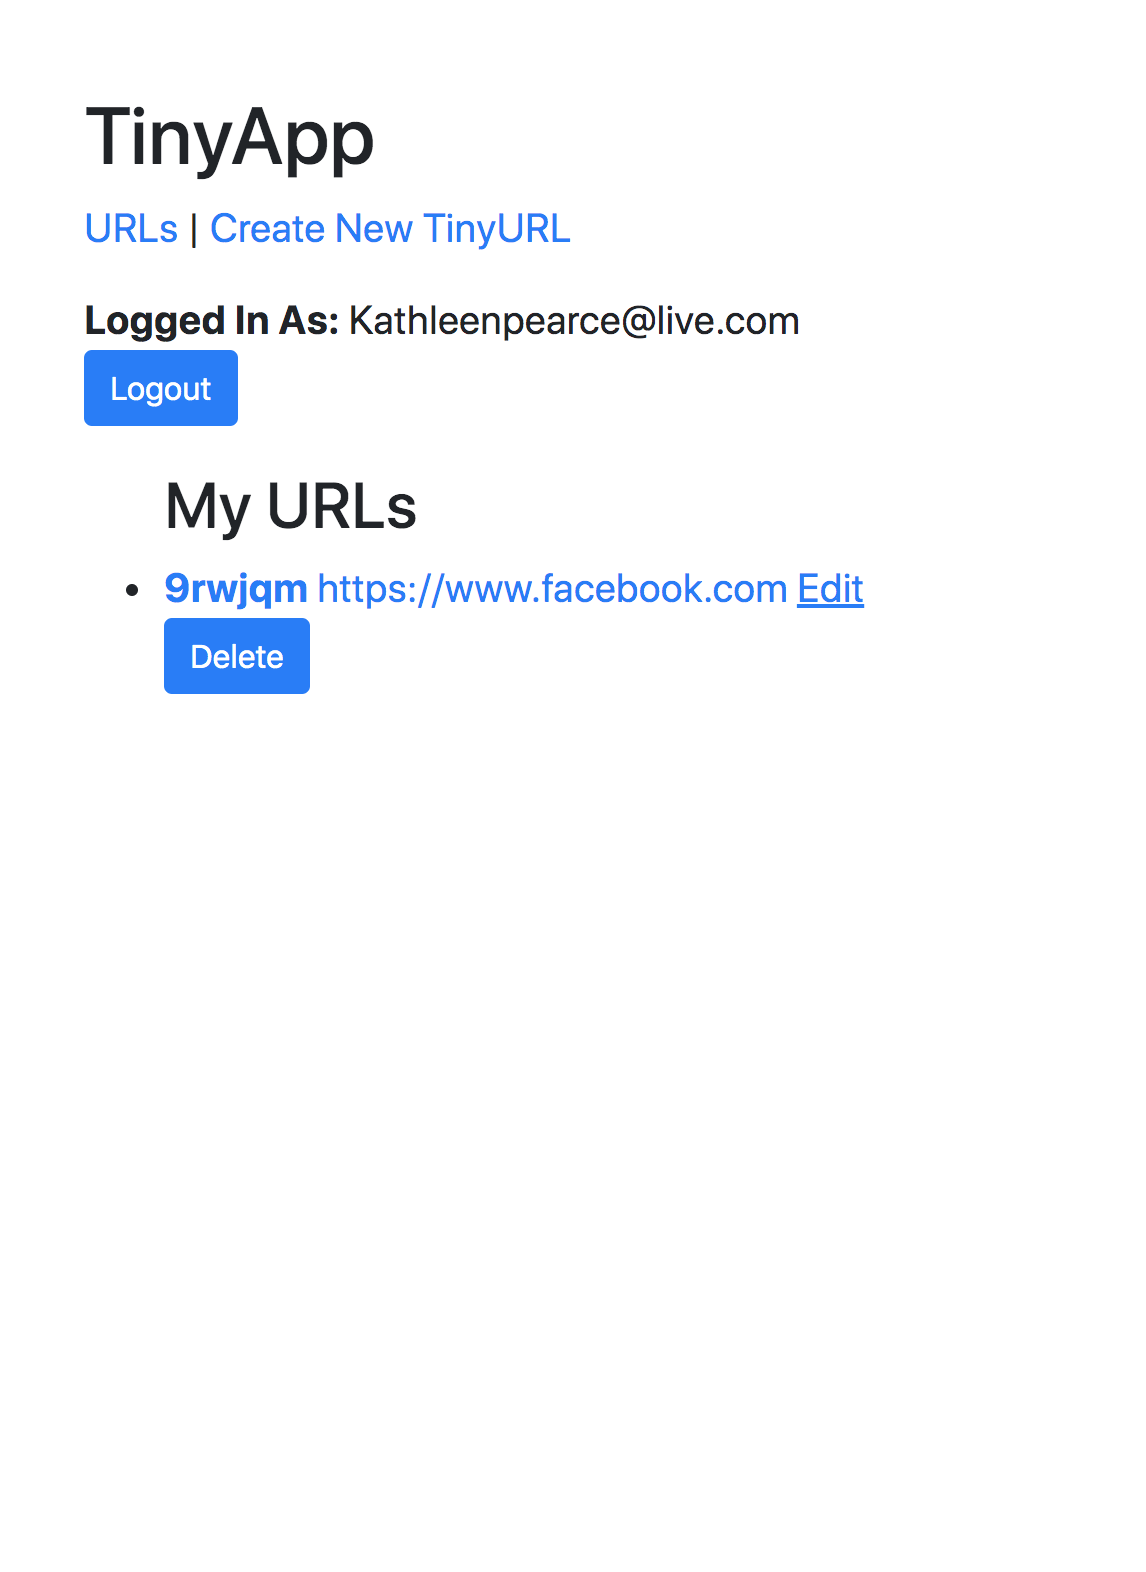 TinyApp
URLs | Create New TinyURL
Logged In As: Kathleenpearce@live.com
Logout
My URLs
9rwjqm https://www.facebook.com Edit
Delete